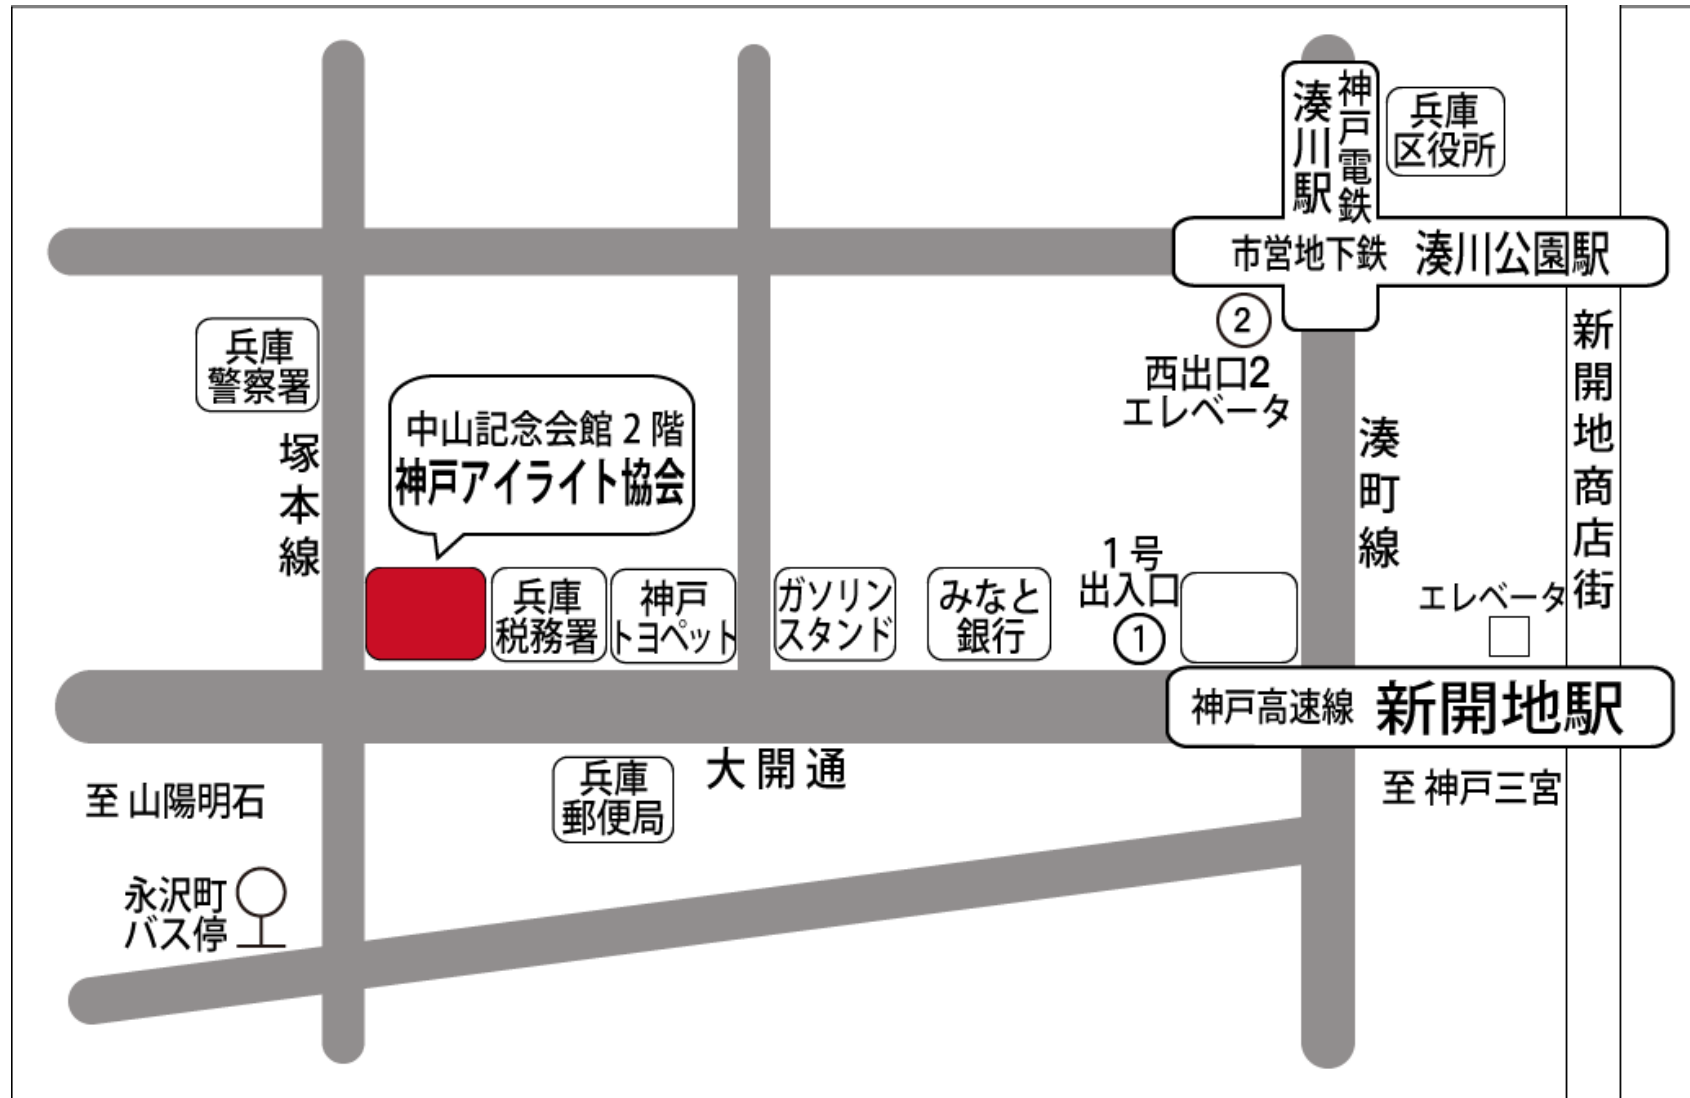 神戸電鉄
湊川駅
兵庫
区役所
市営地下鉄 湊川公園駅
②
西出口2
エレベータ
新開地商店街
兵庫
警察署
塚本線
中山記念会館2階
神戸アイライト協会
湊町線
1号
出入口
①
エレベータ
兵庫
税務署
神戸
トヨペット
ガソリン
スタンド
みなと
銀行
神戸高速線 新開地駅
大開通
兵庫
郵便局
至 山陽明石
至 神戸三宮
永沢町
バス停